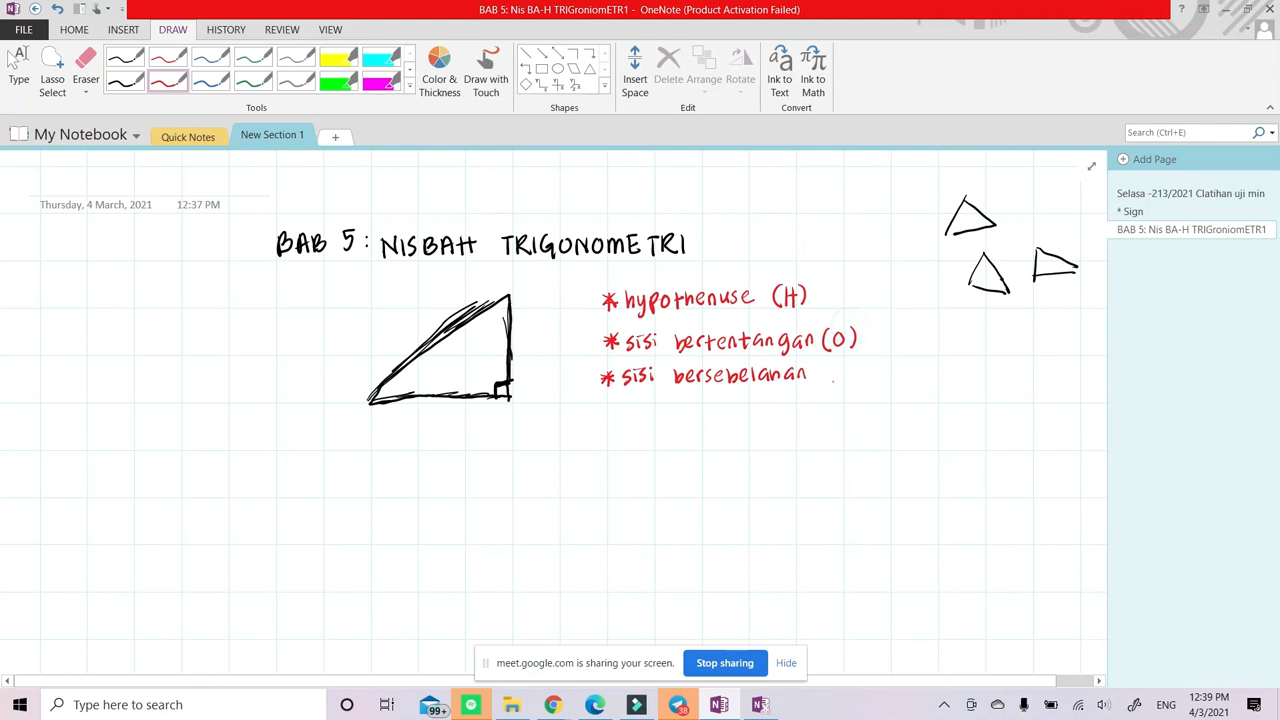 BAB 5: Nis BA-H TRIGroniomETR1 - OneNote (Product Activation Failed)
FILE HOME INSERT DRAW HISTORY REVIEW VIEW
Type
Lasso Select
Eraser
Color & Thickness
Draw with Touch
Insert Space
Delete
Arrange
Rotate
Ink to Text
Ink to Math
Tools
Shapes
Edit
Convert
My Notebook
Quick Notes
New Section 1
Search (Ctrl+E)
Add Page
Selasa -213/2021 Clatihan uji min
* Sign
BAB 5: Nis BA-H TRIGroniomETR1
Thursday, 4 March, 2021 12:37 PM
BAB 5: NISBAH TRIGONOMETRI
*hypothenuse (H)
*sisi bertentangan (O)
*sisi bersebelahan
meet.google.com is sharing your screen.
Stop sharing
Hide
Type here to search
99+
38
ENG
12:39 PM
4/3/2021